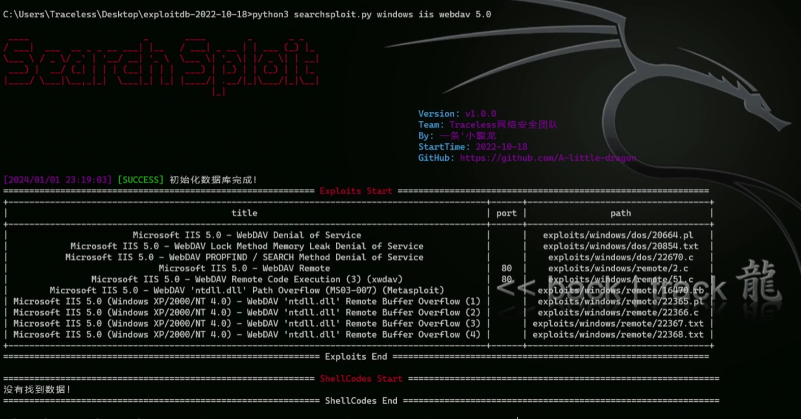 C:\Users\Traceless\Desktop\exploitdb-2022-10-18>python3 searchsploit.py windows iis webdav 5.0
Search Sploit
Version: v1.0.0
Team: Traceless网络安全团队
By: 一条'小龍龙
StartTime: 2022-10-18
GitHub: https://github.com/A-little-dragon
[2024/01/01 23:19:03] [SUCCESS] 初始化数据库完成!
Exploits Start
| title | port | path |
| Microsoft IIS 5.0 - WebDAV Denial of Service | | exploits/windows/dos/20664.pl |
| Microsoft IIS 5.0 - WebDAV Lock Method Memory Leak Denial of Service | | exploits/windows/dos/20854.txt |
| Microsoft IIS 5.0 - WebDAV PROPFIND / SEARCH Method Denial of Service | | exploits/windows/dos/22670.c |
| Microsoft IIS 5.0 - WebDAV Remote | 80 | exploits/windows/remote/2.c |
| Microsoft IIS 5.0 - WebDAV Remote Code Execution (3) (xwdav) | 80 | exploits/windows/remote/51.c |
| Microsoft IIS 5.0 - WebDAV 'ntdll.dll' Path Overflow (MS03-007) (Metasploit) | | exploits/windows/remote/16470.rb |
| Microsoft IIS 5.0 (Windows XP/2000/NT 4.0) - WebDAV 'ntdll.dll' Remote Buffer Overflow (1) | | exploits/windows/remote/22365.pl |
| Microsoft IIS 5.0 (Windows XP/2000/NT 4.0) - WebDAV 'ntdll.dll' Remote Buffer Overflow (2) | | exploits/windows/remote/22366.c |
| Microsoft IIS 5.0 (Windows XP/2000/NT 4.0) - WebDAV 'ntdll.dll' Remote Buffer Overflow (3) | | exploits/windows/remote/22367.txt |
| Microsoft IIS 5.0 (Windows XP/2000/NT 4.0) - WebDAV 'ntdll.dll' Remote Buffer Overflow (4) | | exploits/windows/remote/22368.txt |
<< back | track 龍
Exploits End
ShellCodes Start
没有找到数据!
ShellCodes End